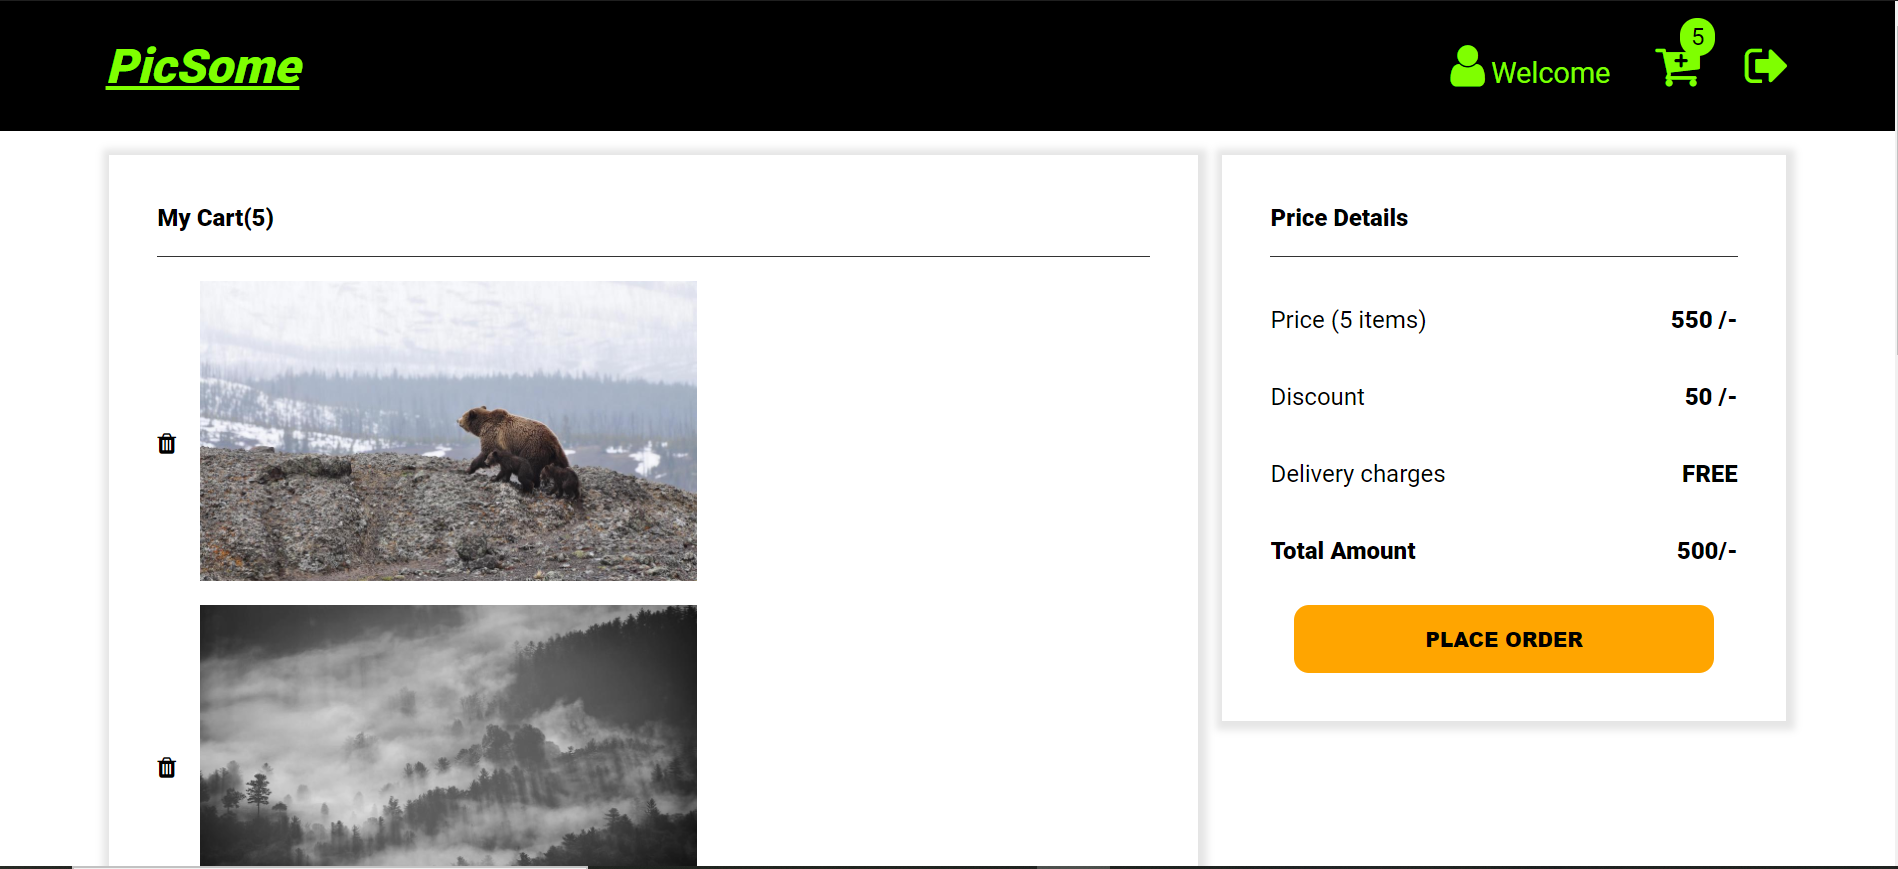 PicSome
Welcome
5
My Cart(5)
Price Details
Price (5 items) 550 /-
Discount 50 /-
Delivery charges FREE
Total Amount 500/-
PLACE ORDER